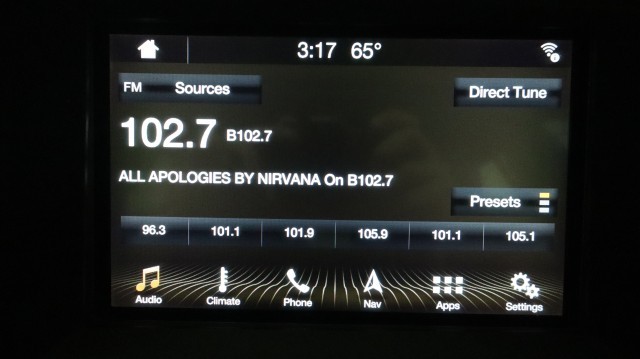 3:17 65°
FM Sources Direct Tune
102.7 B102.7
ALL APOLOGIES BY NIRVANA On B102.7
Presets
96.3 101.1 101.9 105.9 101.1 105.1
Audio Climate Phone Nav Apps Settings